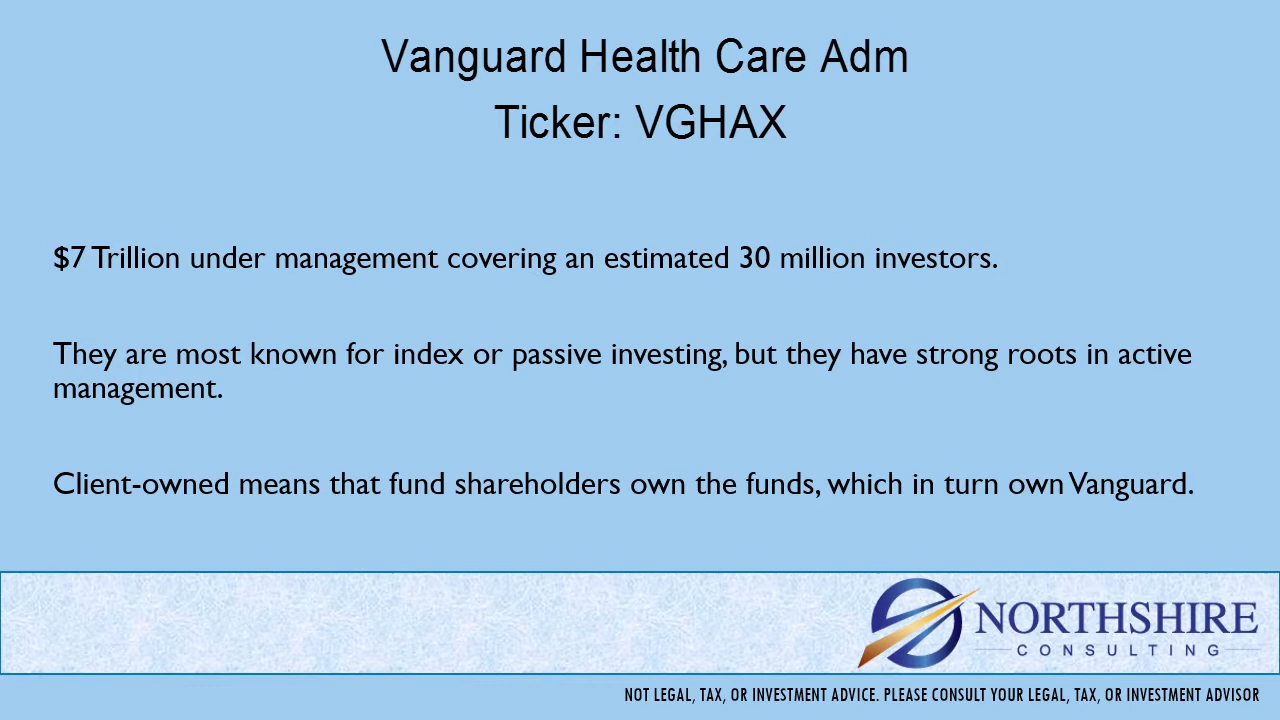 Vanguard Health Care Adm
Ticker: VGHAX
$7 Trillion under management covering an estimated 30 million investors.
They are most known for index or passive investing, but they have strong roots in active
management.
Client-owned means that fund shareholders own the funds, which in turn own Vanguard.
NORTHSHIRE
CONSULTING
NOT LEGAL, TAX, OR INVESTMENT ADVICE. PLEASE CONSULT YOUR LEGAL, TAX, OR INVESTMENT ADVISOR